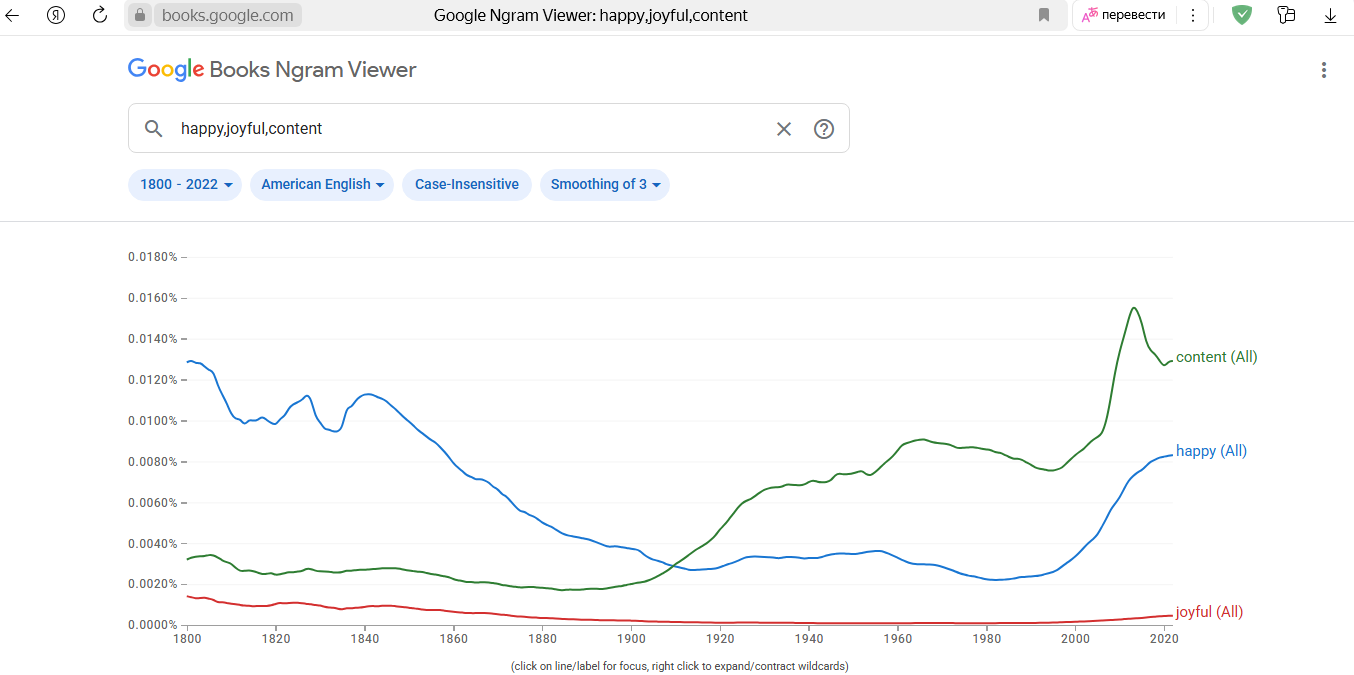 Я books.google.com Google Ngram Viewer: happy,joyful,content перевести
Google Books Ngram Viewer
happy,joyful,content
1800 - 2022 American English Case-Insensitive Smoothing of 3
0.0180%
0.0160%
0.0140%
content (All)
0.0120%
0.0100%
happy (All)
0.0080%
0.0060%
0.0040%
0.0020%
joyful (All)
0.0000%
1800 1820 1840 1860 1880 1900 1920 1940 1960 1980 2000 2020
(click on line/label for focus, right click to expand/contract wildcards)